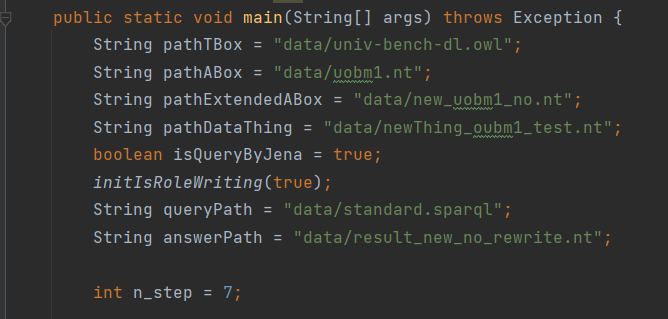 public static void main(String[] args) throws Exception {
String pathTBox = "data/univ-bench-dl.owl";
String pathABox = "data/uobm1.nt";
String pathExtendedABox = "data/new_uobm1_no.nt";
String pathDataThing = "data/newThing_oubm1_test.nt";
boolean isQueryByJena = true;
initIsRoleWriting(true);
String queryPath = "data/standard.sparql";
String answerPath = "data/result_new_no_rewrite.nt";
int n_step = 7;